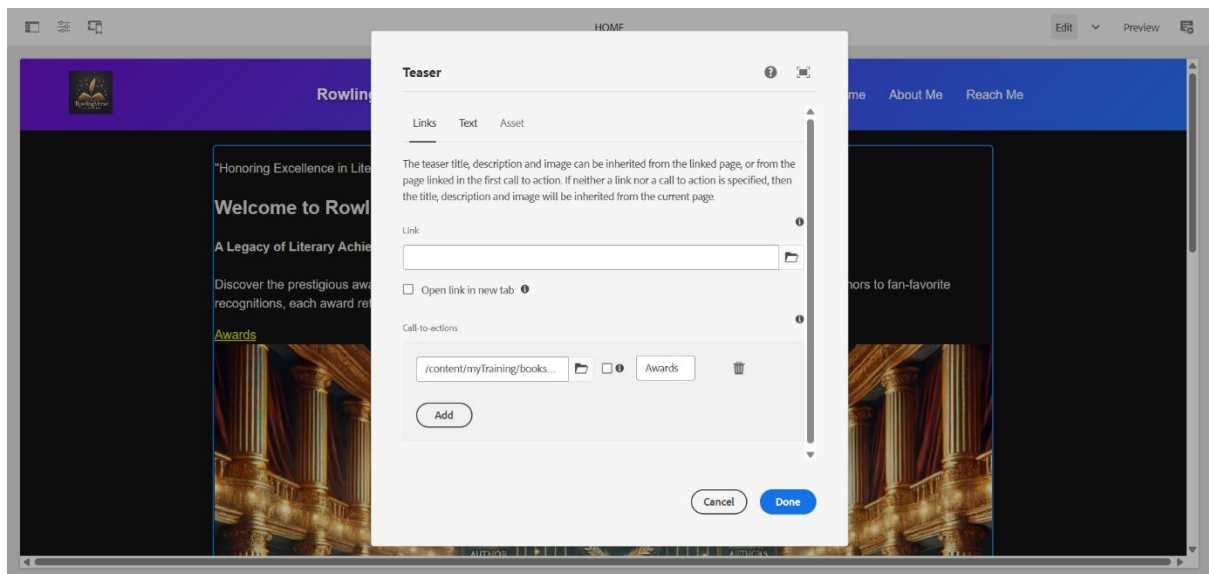 HOME
Edit
Preview
RowlingVerse
Rowling
me About Me Reach Me
"Honoring Excellence in Lite
Welcome to Rowl
A Legacy of Literary Achie
Discover the prestigious awa
hors to fan-favorite
recognitions, each award ref
Awards
Teaser
Links Text Asset
The teaser title, description and image can be inherited from the linked page, or from the
page linked in the first call to action. If neither a link nor a call to action is specified, then
the title, description and image will be inherited from the current page.
Link
Open link in new tab
Call-to-actions
/content/myTraining/books...
Awards
Add
Cancel
Done
AUTHOR
AUTHORS